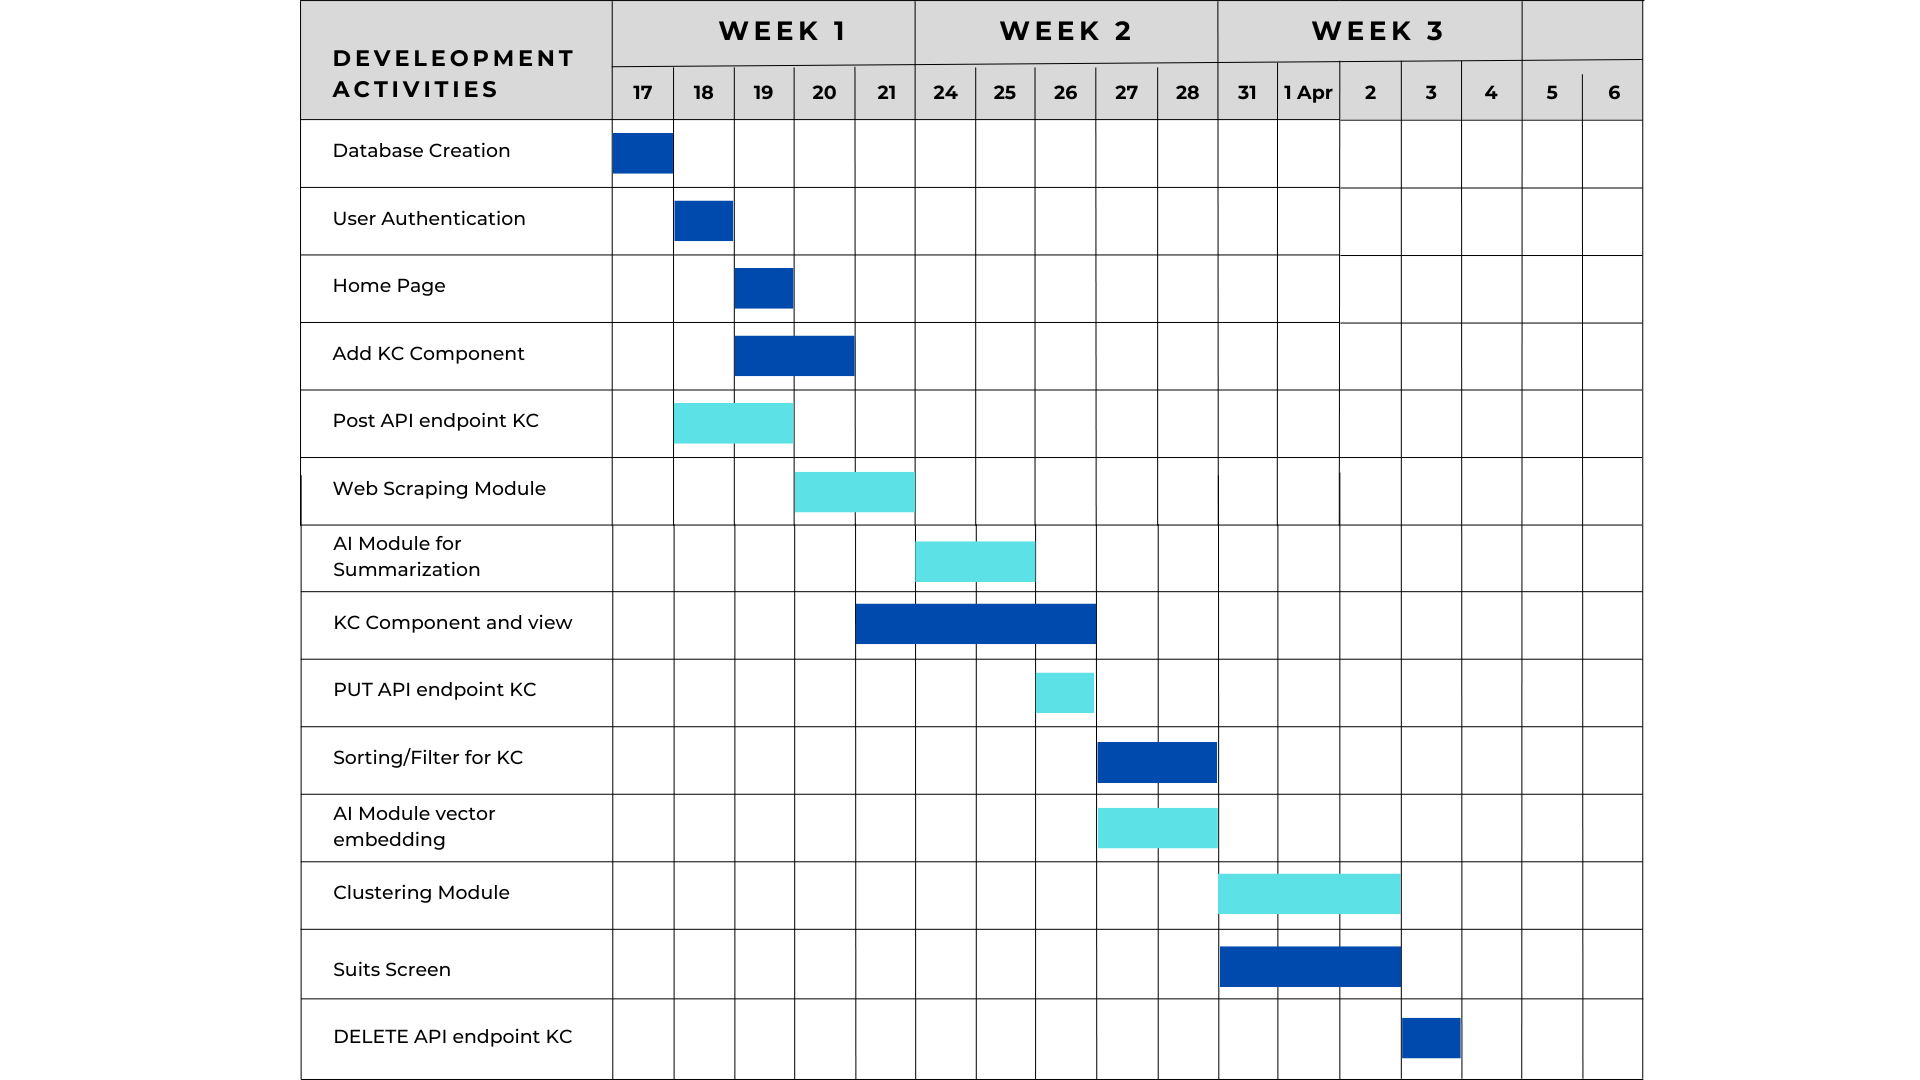 DEVELEOPMENT
ACTIVITIES
WEEK 1
WEEK 2
WEEK 3
17 18 19 20 21 24 25 26 27 28 31 1 Apr 2 3 4 5 6
Database Creation
User Authentication
Home Page
Add KC Component
Post API endpoint KC
Web Scraping Module
AI Module for
Summarization
KC Component and view
PUT API endpoint KC
Sorting/Filter for KC
AI Module vector
embedding
Clustering Module
Suits Screen
DELETE API endpoint KC